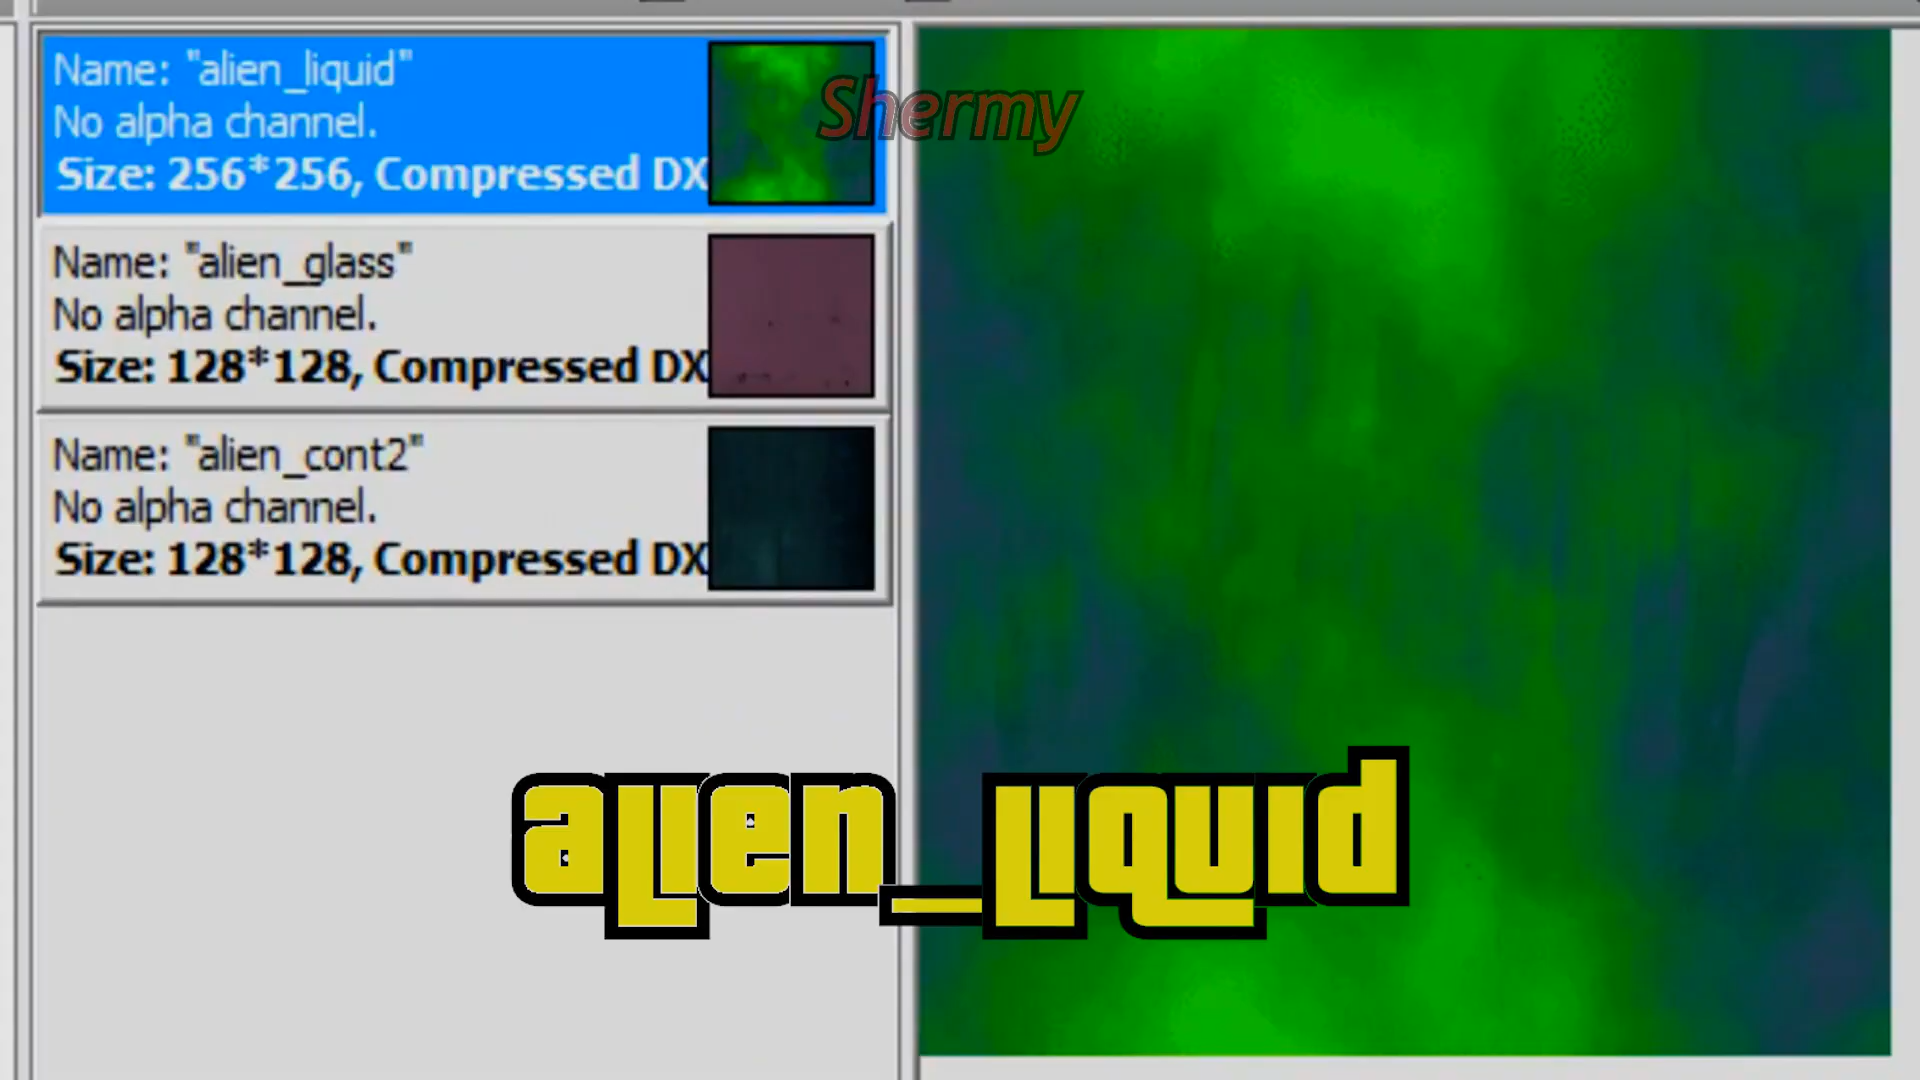 Name: "alien_liquid"
No alpha channel.
Size: 256*256, Compressed DX
Shermy
Name: "alien_glass"
No alpha channel.
Size: 128*128, Compressed DX
Name: "alien_cont2"
No alpha channel.
Size: 128*128, Compressed DX
alien_liquid